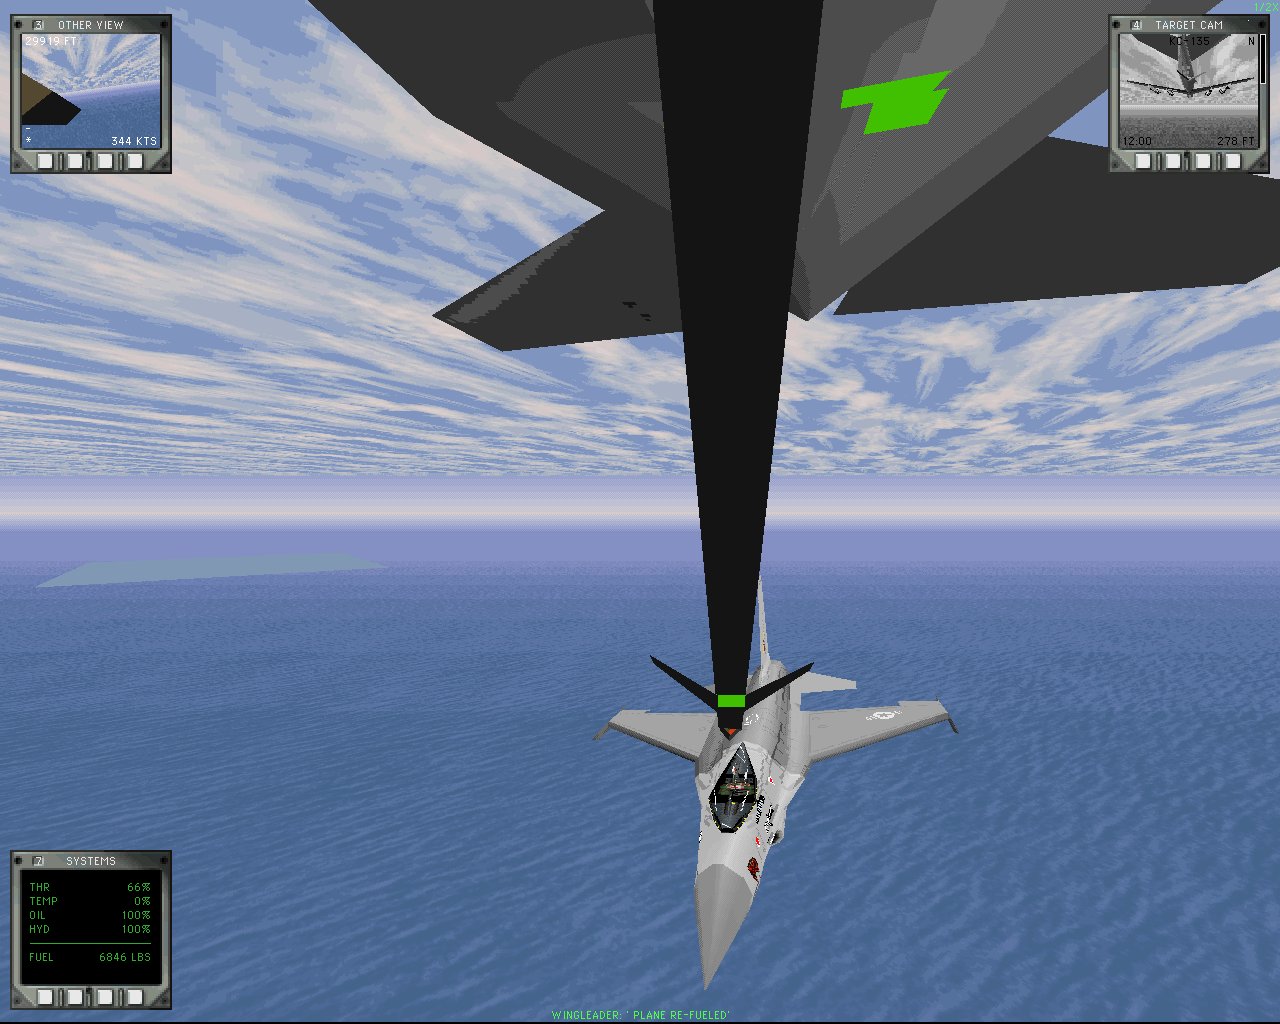 1/2X
3 OTHER VIEW
29919 FT
-
*
344 KTS
4 TARGET CAM
KC-135 N
12:00 278 FT
7 SYSTEMS
THR 66%
TEMP 0%
OIL 100%
HYD 100%
FUEL 6846 LBS
WINGLEADER: ' PLANE RE-FUELED'